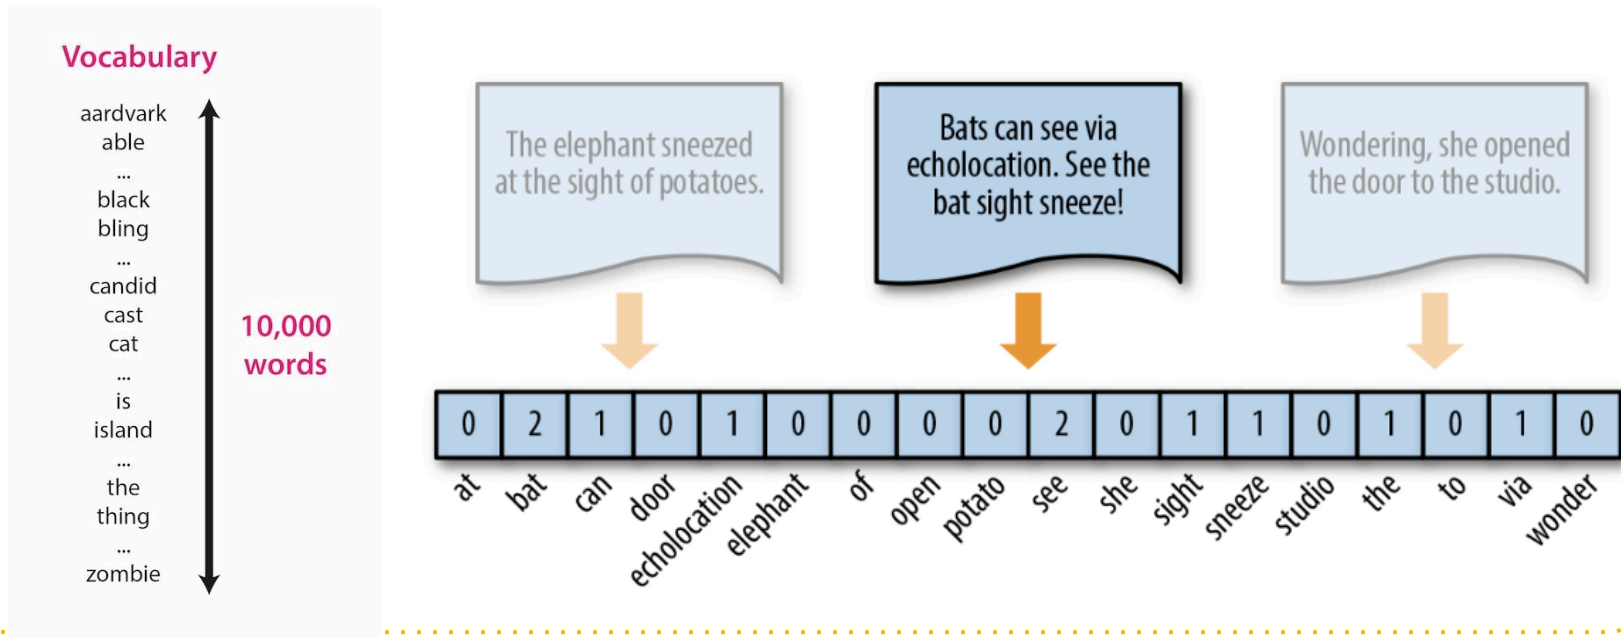 Vocabulary
aardvark
able
...
black
bling
...
candid
cast
cat
...
is
island
...
the
thing
...
zombie
10,000
words
The elephant sneezed
at the sight of potatoes.
Bats can see via
echolocation. See the
bat sight sneeze!
Wondering, she opened
the door to the studio.
0 2 1 0 1 0 0 0 0 2 0 1 1 0 1 0 1 0
at bat can door echolocation elephant of open potato see she sight sneeze studio the to via wonder